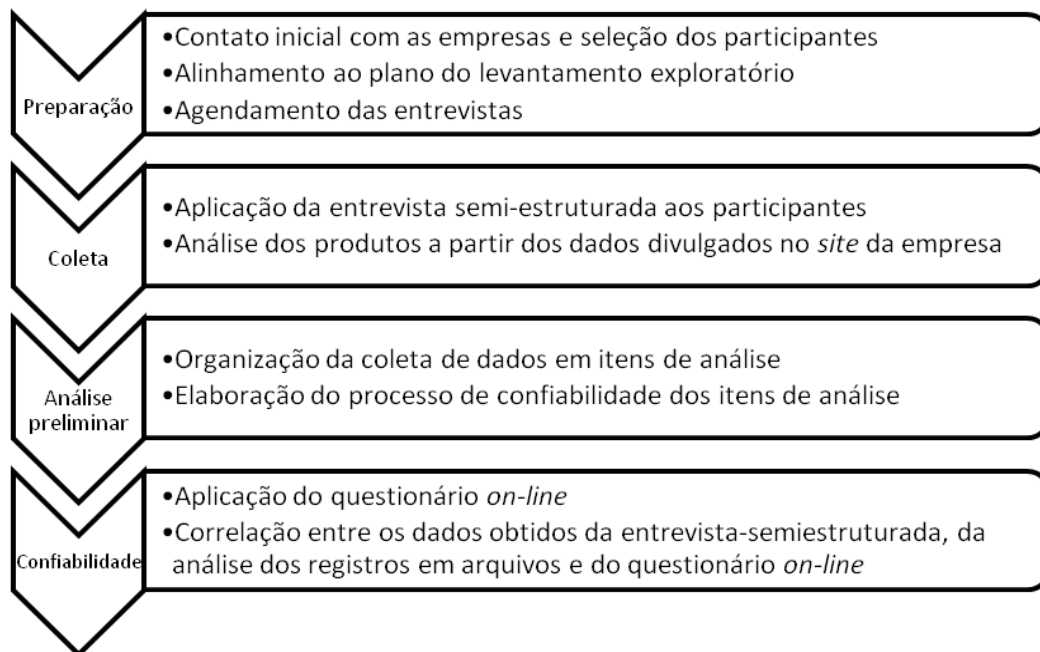 Preparação
•Contato inicial com as empresas e seleção dos participantes
•Alinhamento ao plano do levantamento exploratório
•Agendamento das entrevistas
Coleta
•Aplicação da entrevista semi-estruturada aos participantes
•Análise dos produtos a partir dos dados divulgados no site da empresa
Análise
preliminar
•Organização da coleta de dados em itens de análise
•Elaboração do processo de confiabilidade dos itens de análise
Confiabilidade
•Aplicação do questionário on-line
•Correlação entre os dados obtidos da entrevista-semiestruturada, da
análise dos registros em arquivos e do questionário on-line